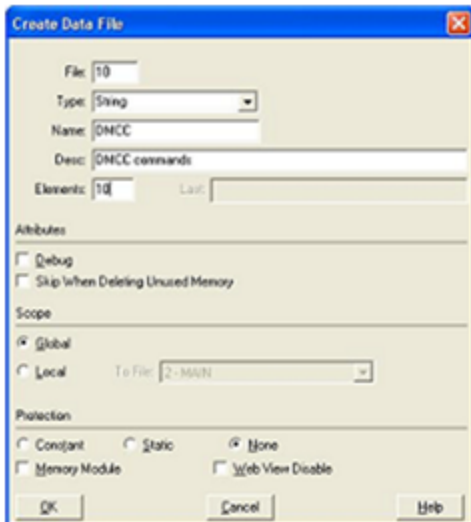 Create Data File
File: 10
Type: String
Name: DMCC
Desc: DMCC commands
Elements: 10 Last:
Attributes
Debug
Skip When Deleting Unused Memory
Scope
Global
Local To File: 2 - MAIN
Protection
Constant Static None
Memory Module Web View Disable
OK Cancel Help